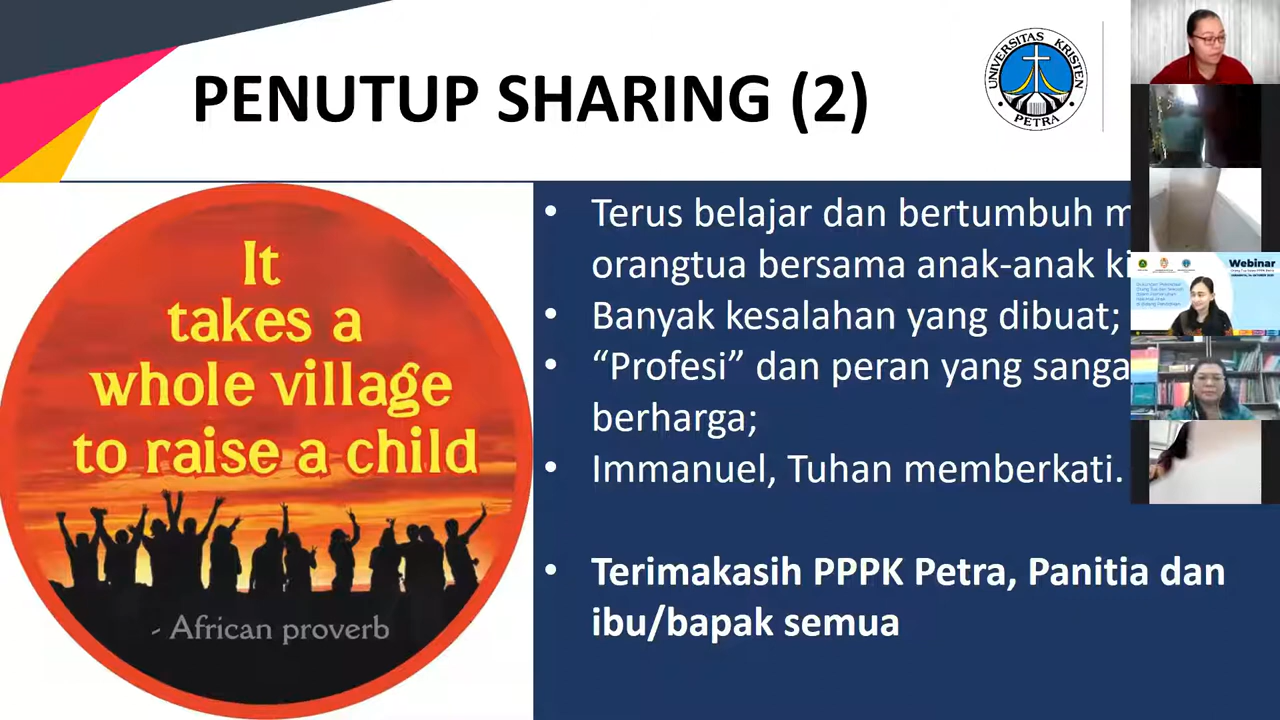 PENUTUP SHARING (2)
UNIVERSITAS KRISTEN
PETRA
It
takes a
whole village
to raise a child
- African proverb
• Terus belajar dan bertumbuh
orangtua bersama anak-anak
• Banyak kesalahan yang dibuat;
• “Profesi” dan peran yang
berharga;
• Immanuel, Tuhan memberkati.
• Terimakasih PPPK Petra, Panitia dan
ibu/bapak semua
Webinar